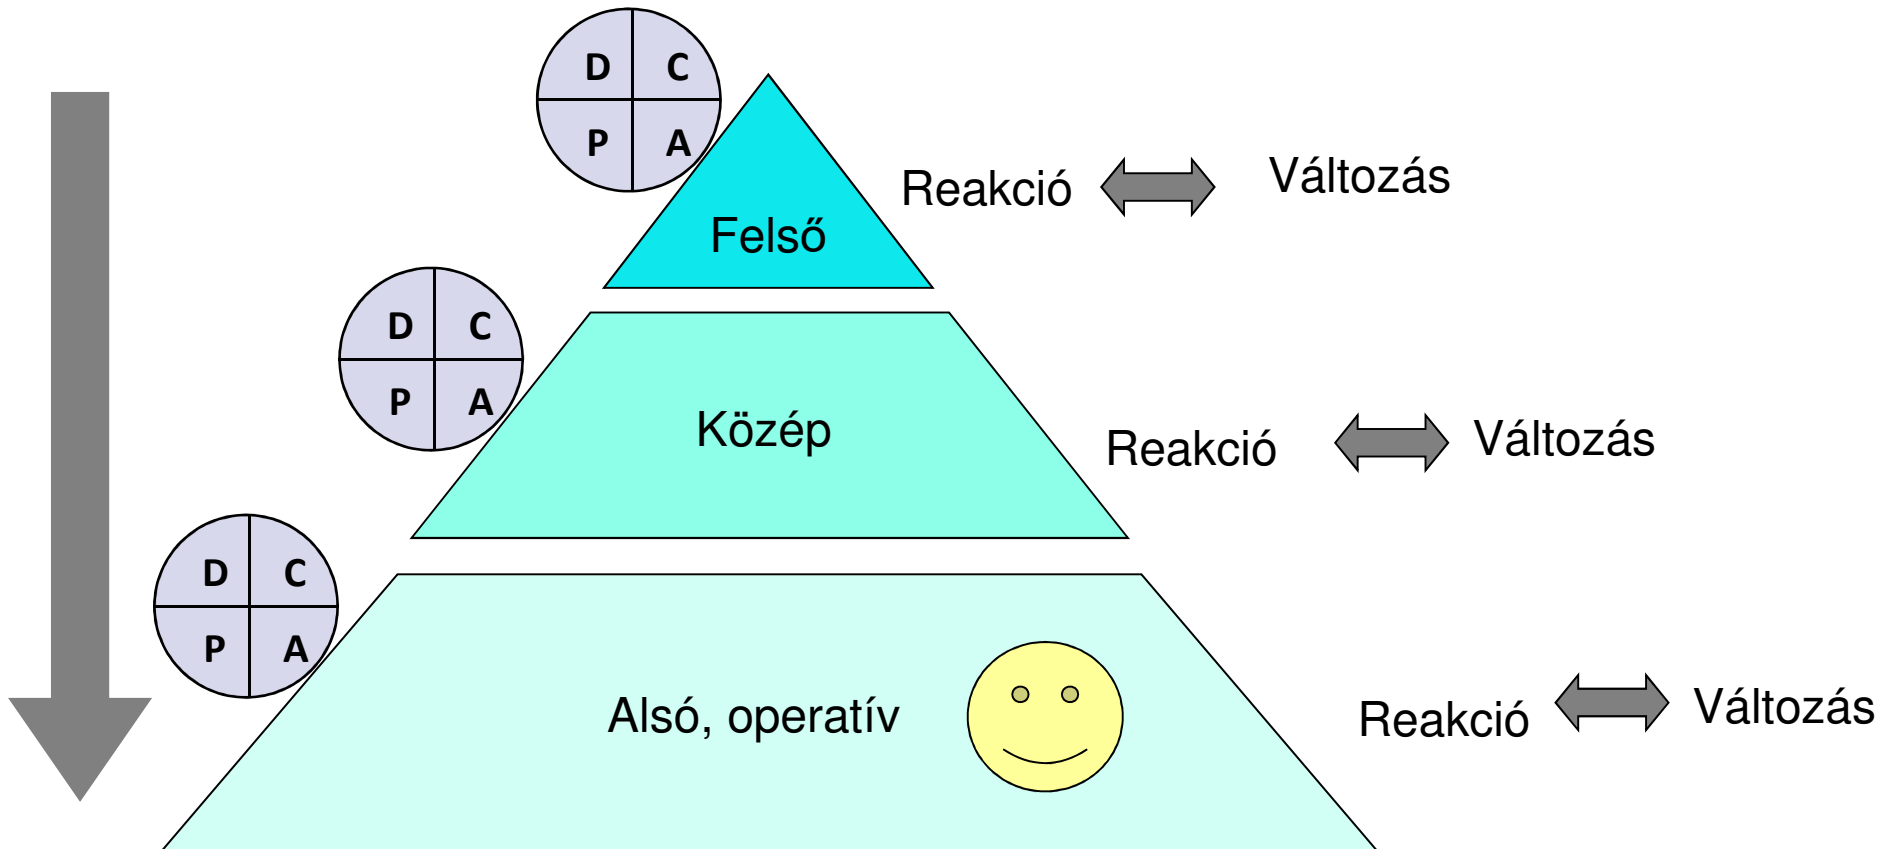 D C
P A
Felső
Reakció Változás
D C
P A
Közép
Reakció Változás
D C
P A
Alsó, operatív
Reakció Változás